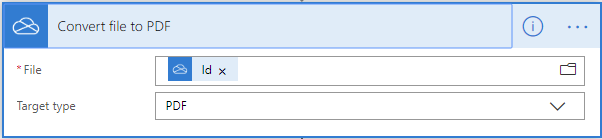 Convert file to PDF
* File Id x
Target type PDF